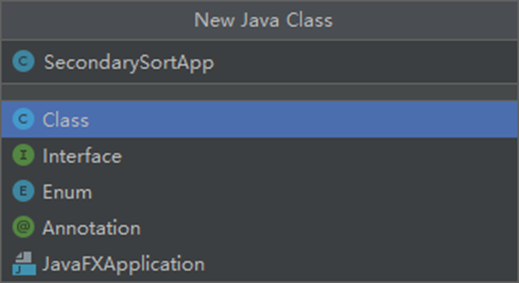 New Java Class
C SecondarySortApp
C Class
I Interface
E Enum
@ Annotation
J JavaFXApplication